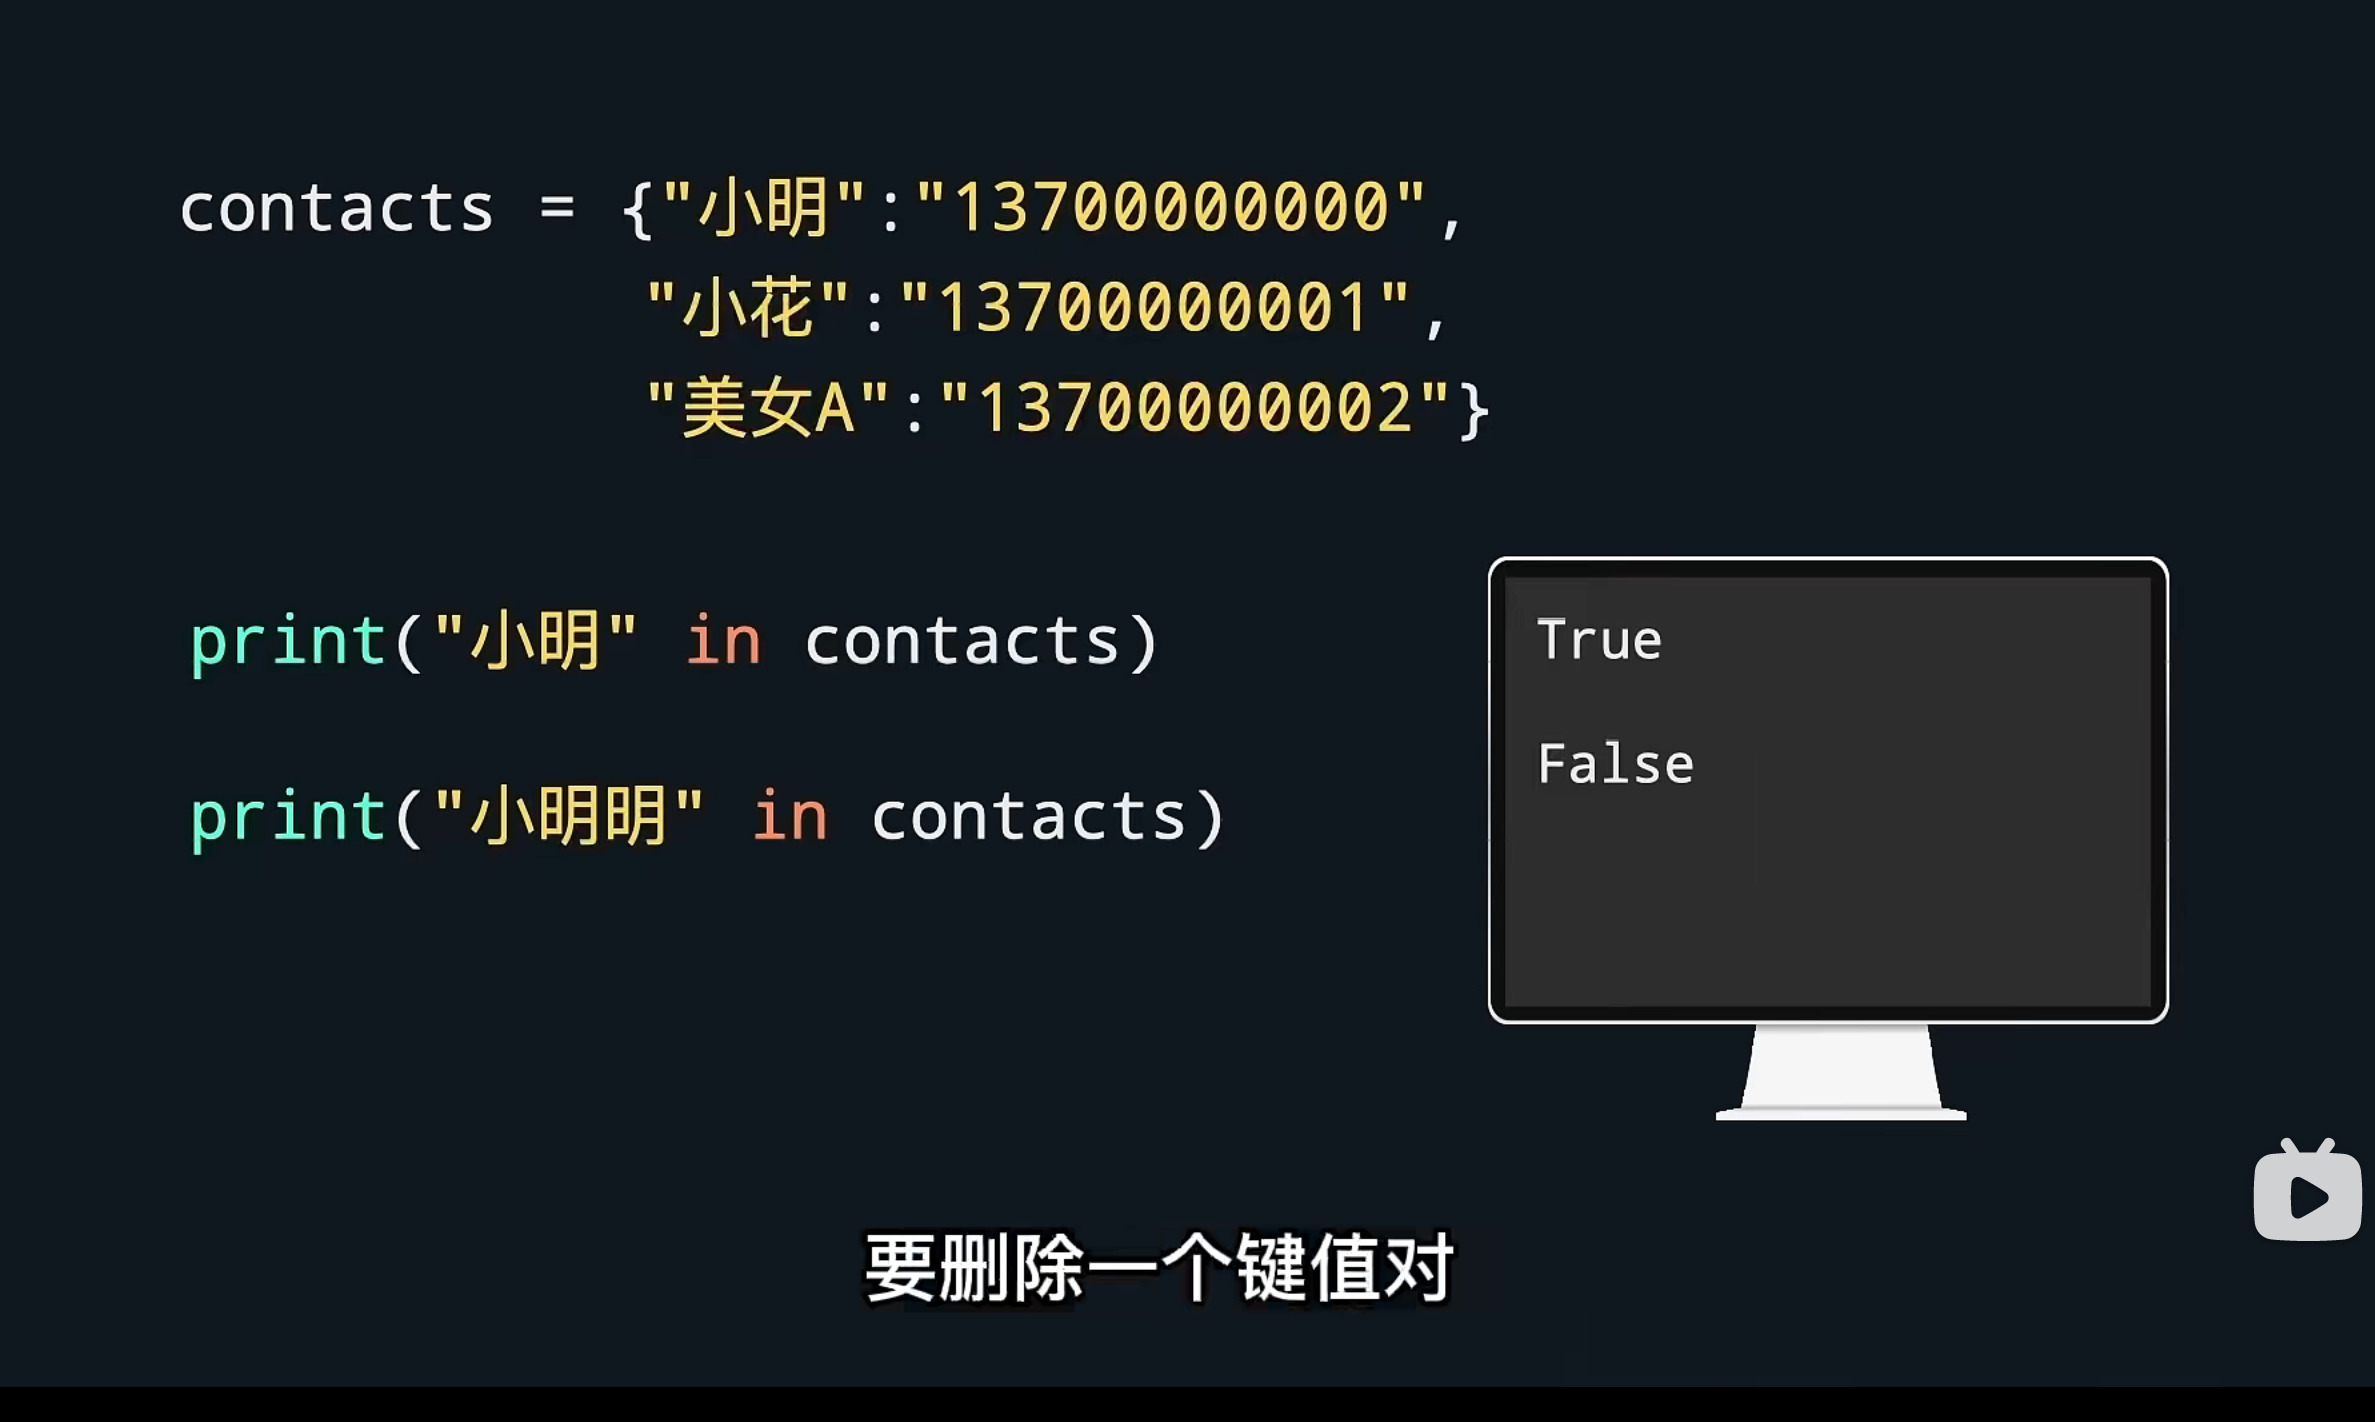 contacts = {"小明":"13700000000",
"小花":"13700000001",
"美女A":"13700000002"}
print("小明" in contacts)
print("小明明" in contacts)
True
False
要删除一个键值对